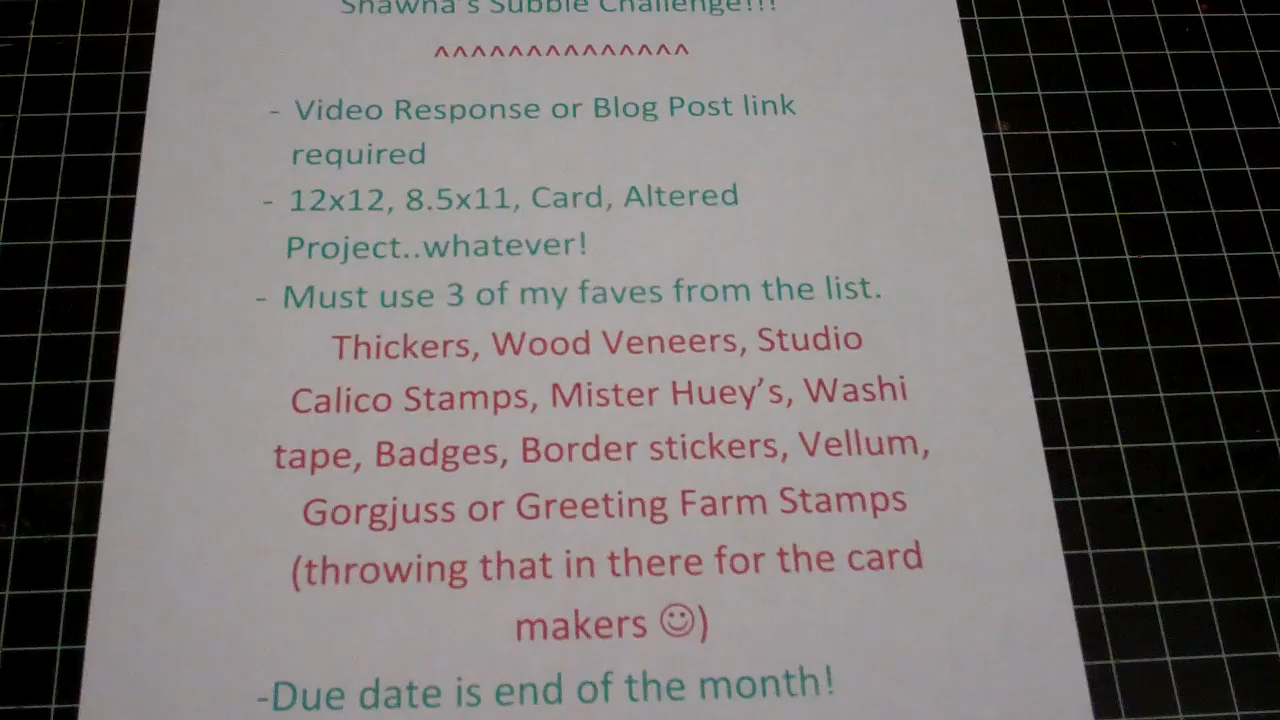 Shawna's Subbie Challenge!!!
^^^^^^^^^^^^^^
- Video Response or Blog Post link
required
- 12x12, 8.5x11, Card, Altered
Project..whatever!
- Must use 3 of my faves from the list.
Thickers, Wood Veneers, Studio
Calico Stamps, Mister Huey's, Washi
tape, Badges, Border stickers, Vellum,
Gorgjuss or Greeting Farm Stamps
(throwing that in there for the card
makers ☺)
-Due date is end of the month!